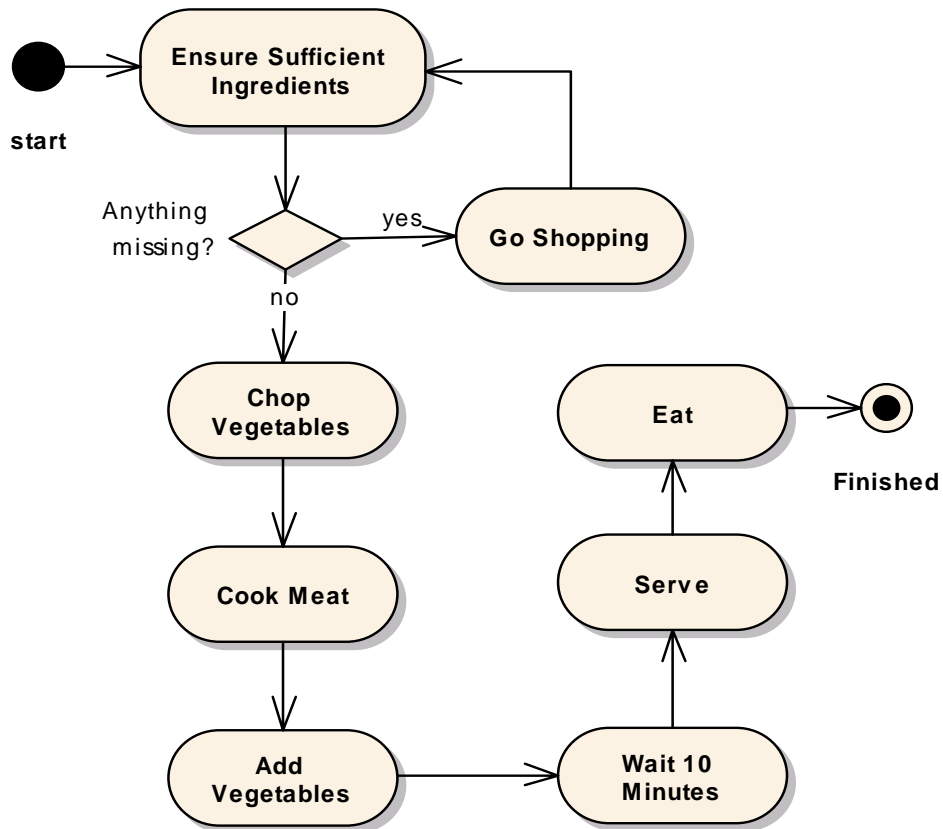 Ensure Sufficient
Ingredients
start
Anything
missing?
yes
Go Shopping
no
Chop
Vegetables
Cook Meat
Add
Vegetables
Wait 10
Minutes
Serve
Eat
Finished